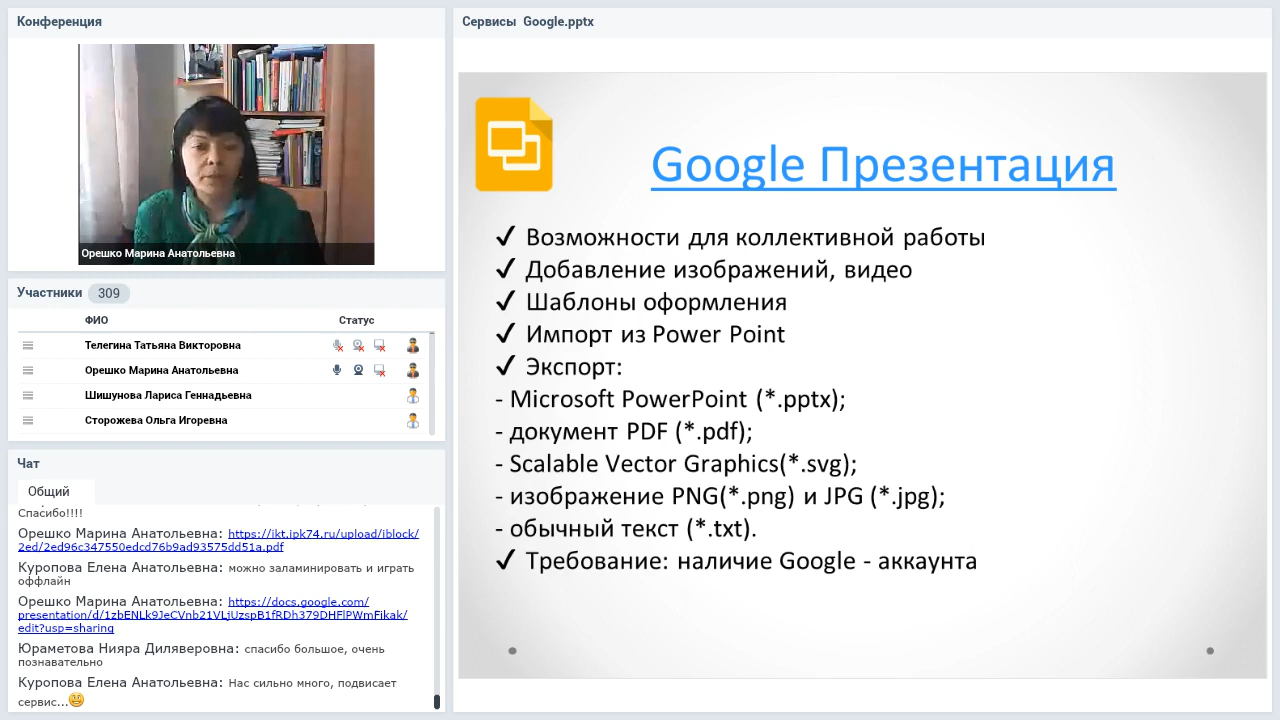 Конференция
Орешко Марина Анатольевна
Участники 309
ФИО Статус
Телегина Татьяна Викторовна
Орешко Марина Анатольевна
Шишунова Лариса Геннадьевна
Сторожева Ольга Игоревна
Чат
Общий
Спасибо!!!!
Орешко Марина Анатольевна: https://ikt.ipk74.ru/upload/iblock/
2ed/2ed96c347550edcd76b9ad93575dd51a.pdf
Куропова Елена Анатольевна: можно заламинировать и играть
оффлайн
Орешко Марина Анатольевна: https://docs.google.com/
presentation/d/1zbENLk9JeCVnb21VLjUzspB1fRDh379DHFlPWmFikak/
edit?usp=sharing
Юраметова Нияра Диляверовна: спасибо большое, очень
познавательно
Куропова Елена Анатольевна: Нас сильно много, подвисает
сервис...
Сервисы Google.pptx
Google Презентация
✓ Возможности для коллективной работы
✓ Добавление изображений, видео
✓ Шаблоны оформления
✓ Импорт из Power Point
✓ Экспорт:
- Microsoft PowerPoint (*.pptx);
- документ PDF (*.pdf);
- Scalable Vector Graphics(*.svg);
- изображение PNG(*.png) и JPG (*.jpg);
- обычный текст (*.txt).
✓ Требование: наличие Google - аккаунта